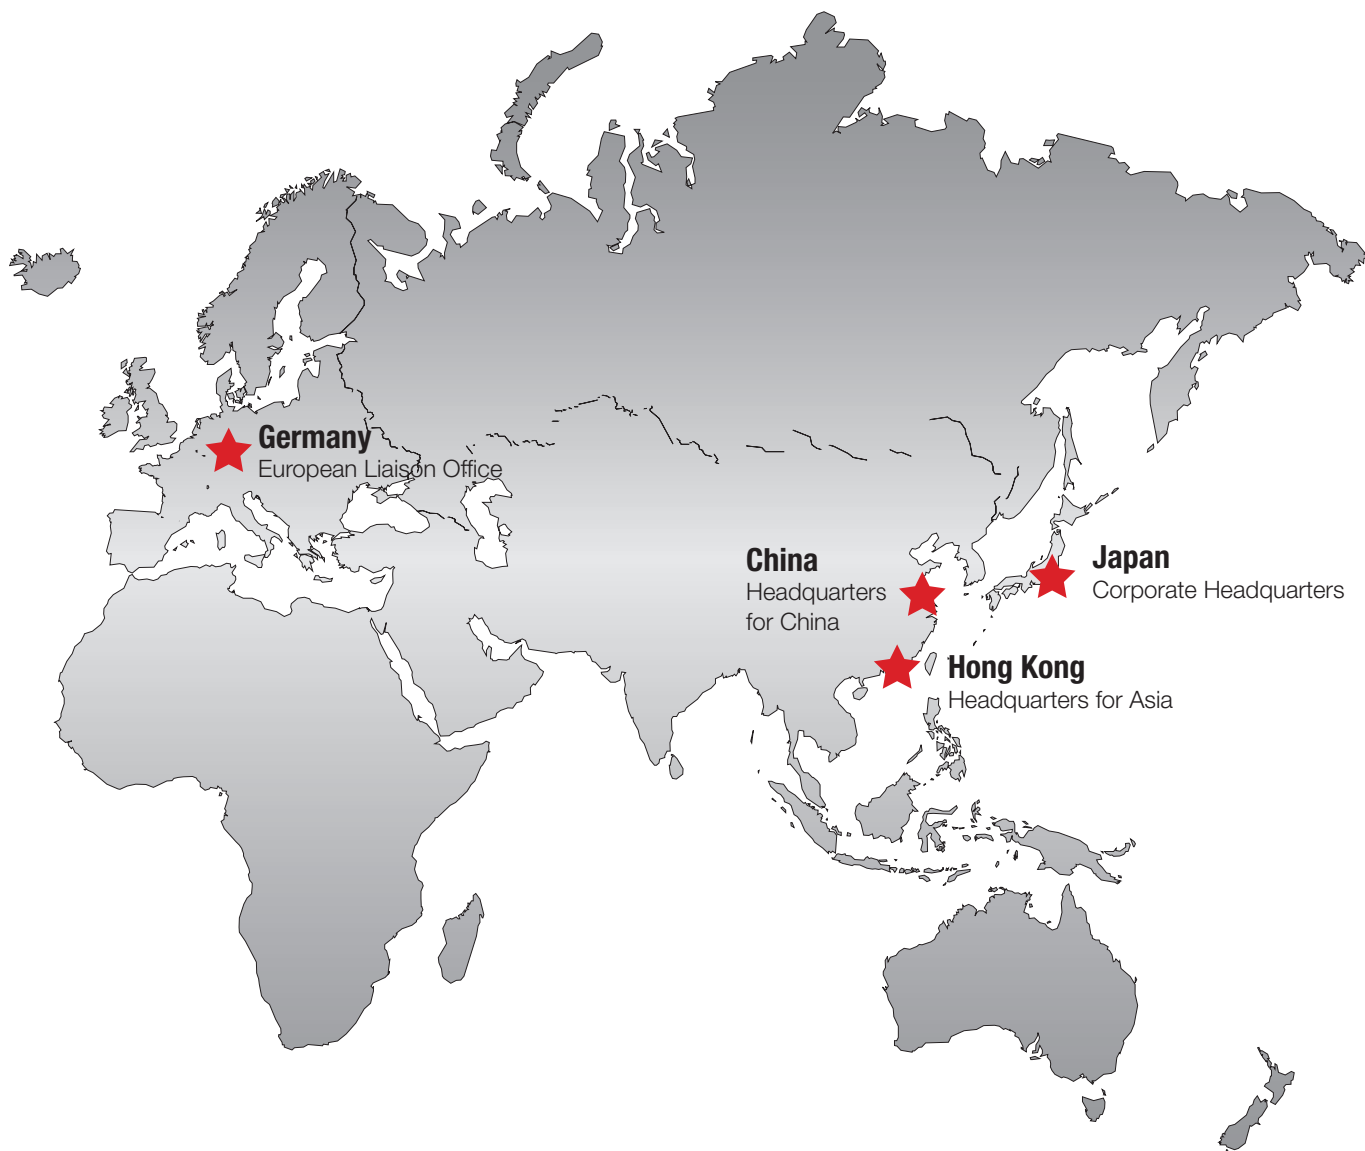 Germany
European Liaison Office
China
Headquarters
for China
Japan
Corporate Headquarters
Hong Kong
Headquarters for Asia